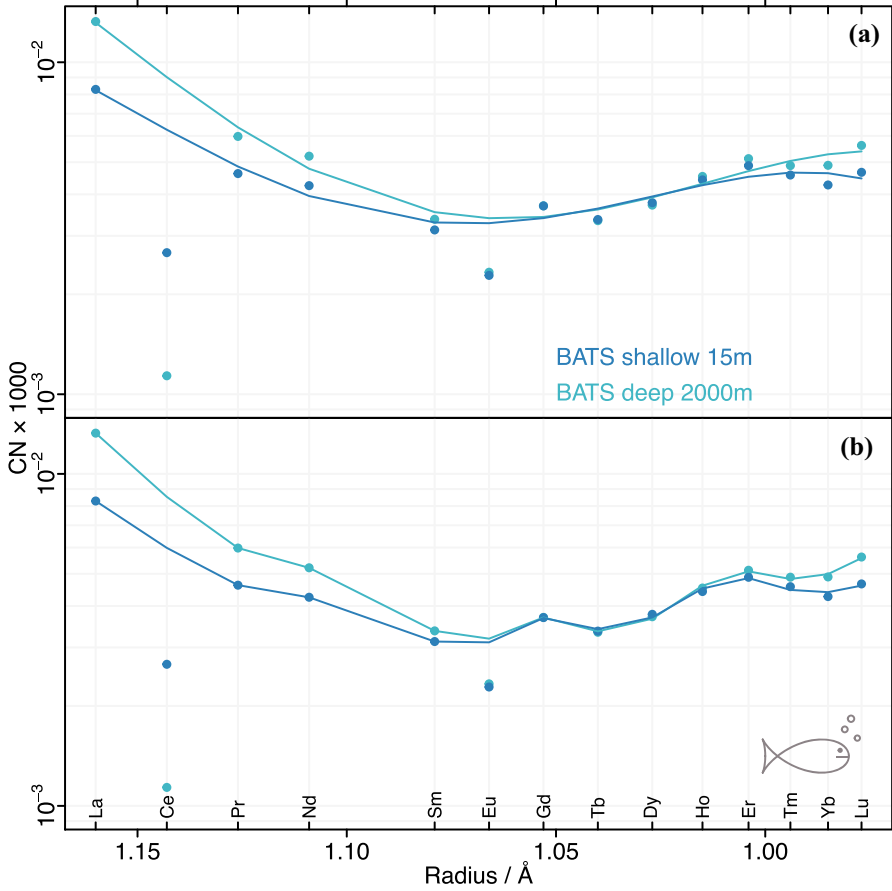 (a)
10⁻²
BATS shallow 15m
BATS deep 2000m
10⁻³
CN × 1000
(b)
10⁻²
10⁻³
La Ce Pr Nd Sm Eu Gd Tb Dy Ho Er Tm Yb Lu
1.15 1.10 1.05 1.00
Radius / Å